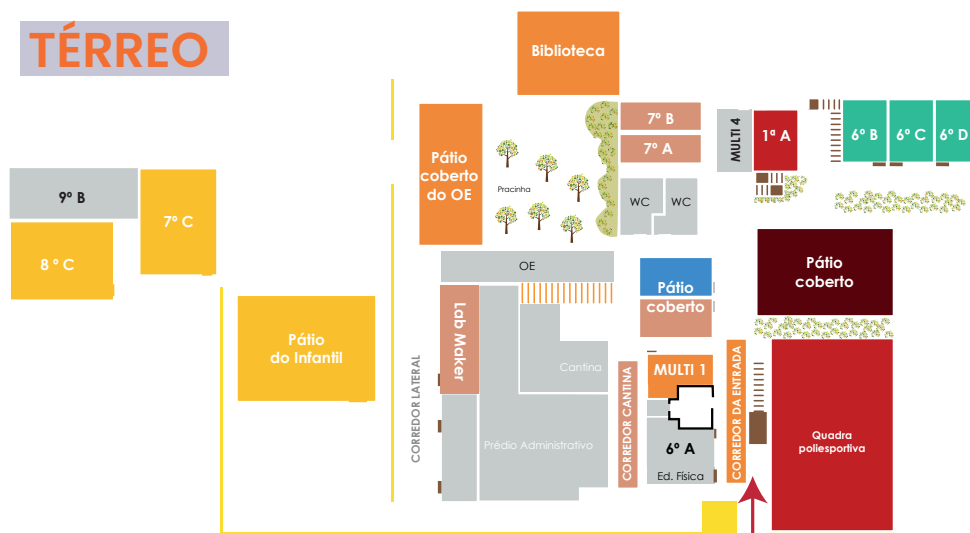 TÉRREO
Biblioteca
7º B
7º A
MULTI 4
1ª A
6º B
6º C
6º D
Pátio
coberto
do OE
Pracinha
WC
WC
9º B
7º C
8 º C
OE
Pátio
coberto
Pátio
coberto
Pátio
do Infantil
Lab Maker
Cantina
MULTI 1
CORREDOR LATERAL
CORREDOR CANTINA
CORREDOR DA ENTRADA
Prédio Administrativo
6º A
Ed. Física
Quadra
poliesportiva